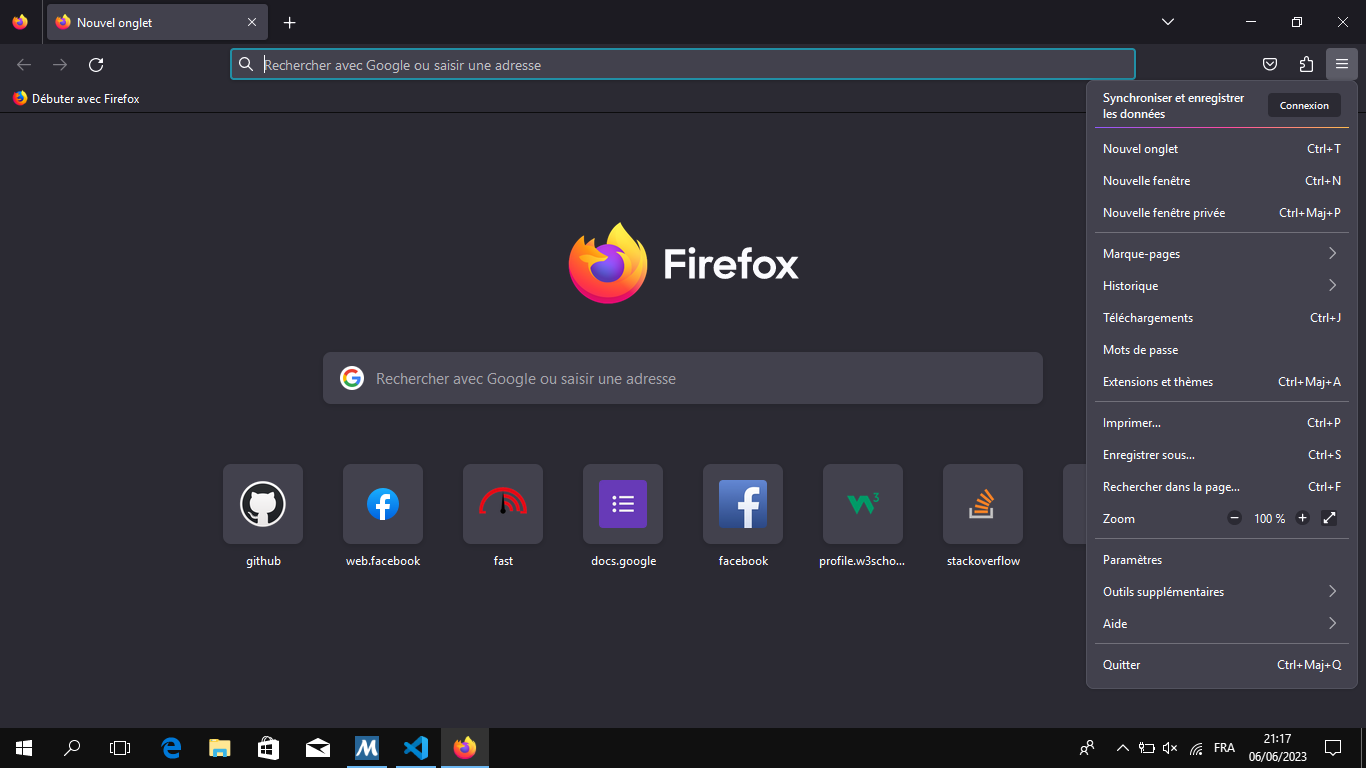 Nouvel onglet
Rechercher avec Google ou saisir une adresse
Débuter avec Firefox
Synchroniser et enregistrer
les données
Connexion
Nouvel onglet Ctrl+T
Nouvelle fenêtre Ctrl+N
Nouvelle fenêtre privée Ctrl+Maj+P
Marque-pages
Historique
Téléchargements Ctrl+J
Mots de passe
Extensions et thèmes Ctrl+Maj+A
Imprimer... Ctrl+P
Enregistrer sous... Ctrl+S
Rechercher dans la page... Ctrl+F
Zoom 100 %
Paramètres
Outils supplémentaires
Aide
Quitter Ctrl+Maj+Q
Firefox
Rechercher avec Google ou saisir une adresse
github
web.facebook
fast
docs.google
facebook
profile.w3scho...
stackoverflow
FRA
21:17
06/06/2023